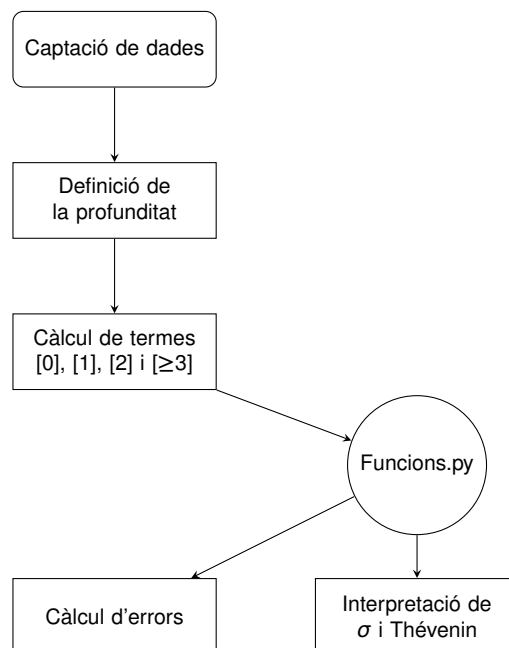 Captació de dades
Definició de
la profunditat
Càlcul de termes
[0], [1], [2] i [≥3]
Funcions.py
Càlcul d'errors
Interpretació de
σ i Thévenin